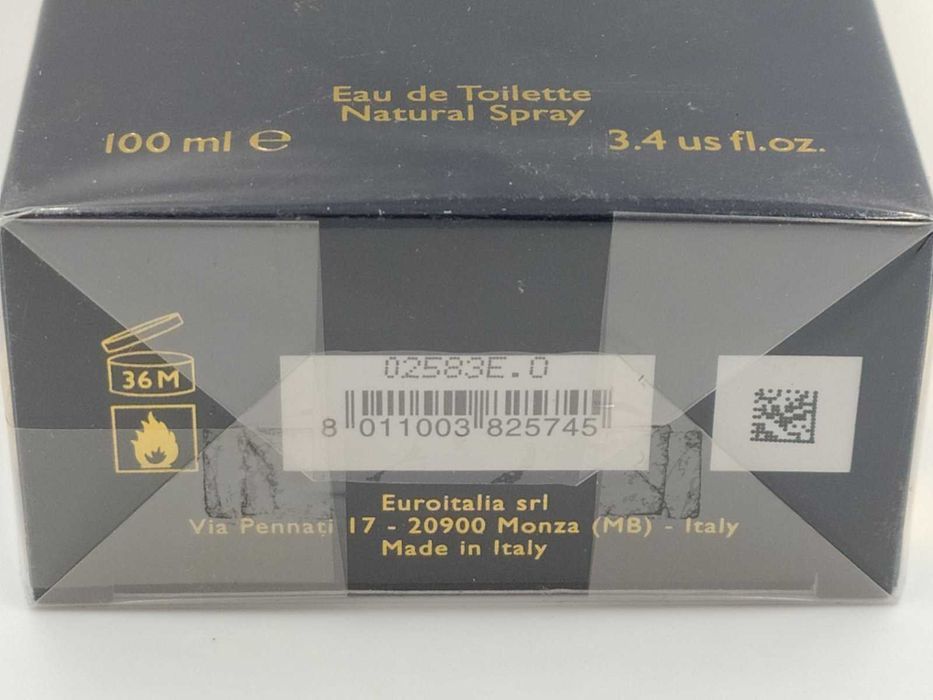 Eau de Toilette
Natural Spray
100 ml ℮
3.4 us fl.oz.
36 M
02583E.0
8 011003 825745
Euroitalia srl
Via Pennati 17 - 20900 Monza (MB) - Italy
Made in Italy